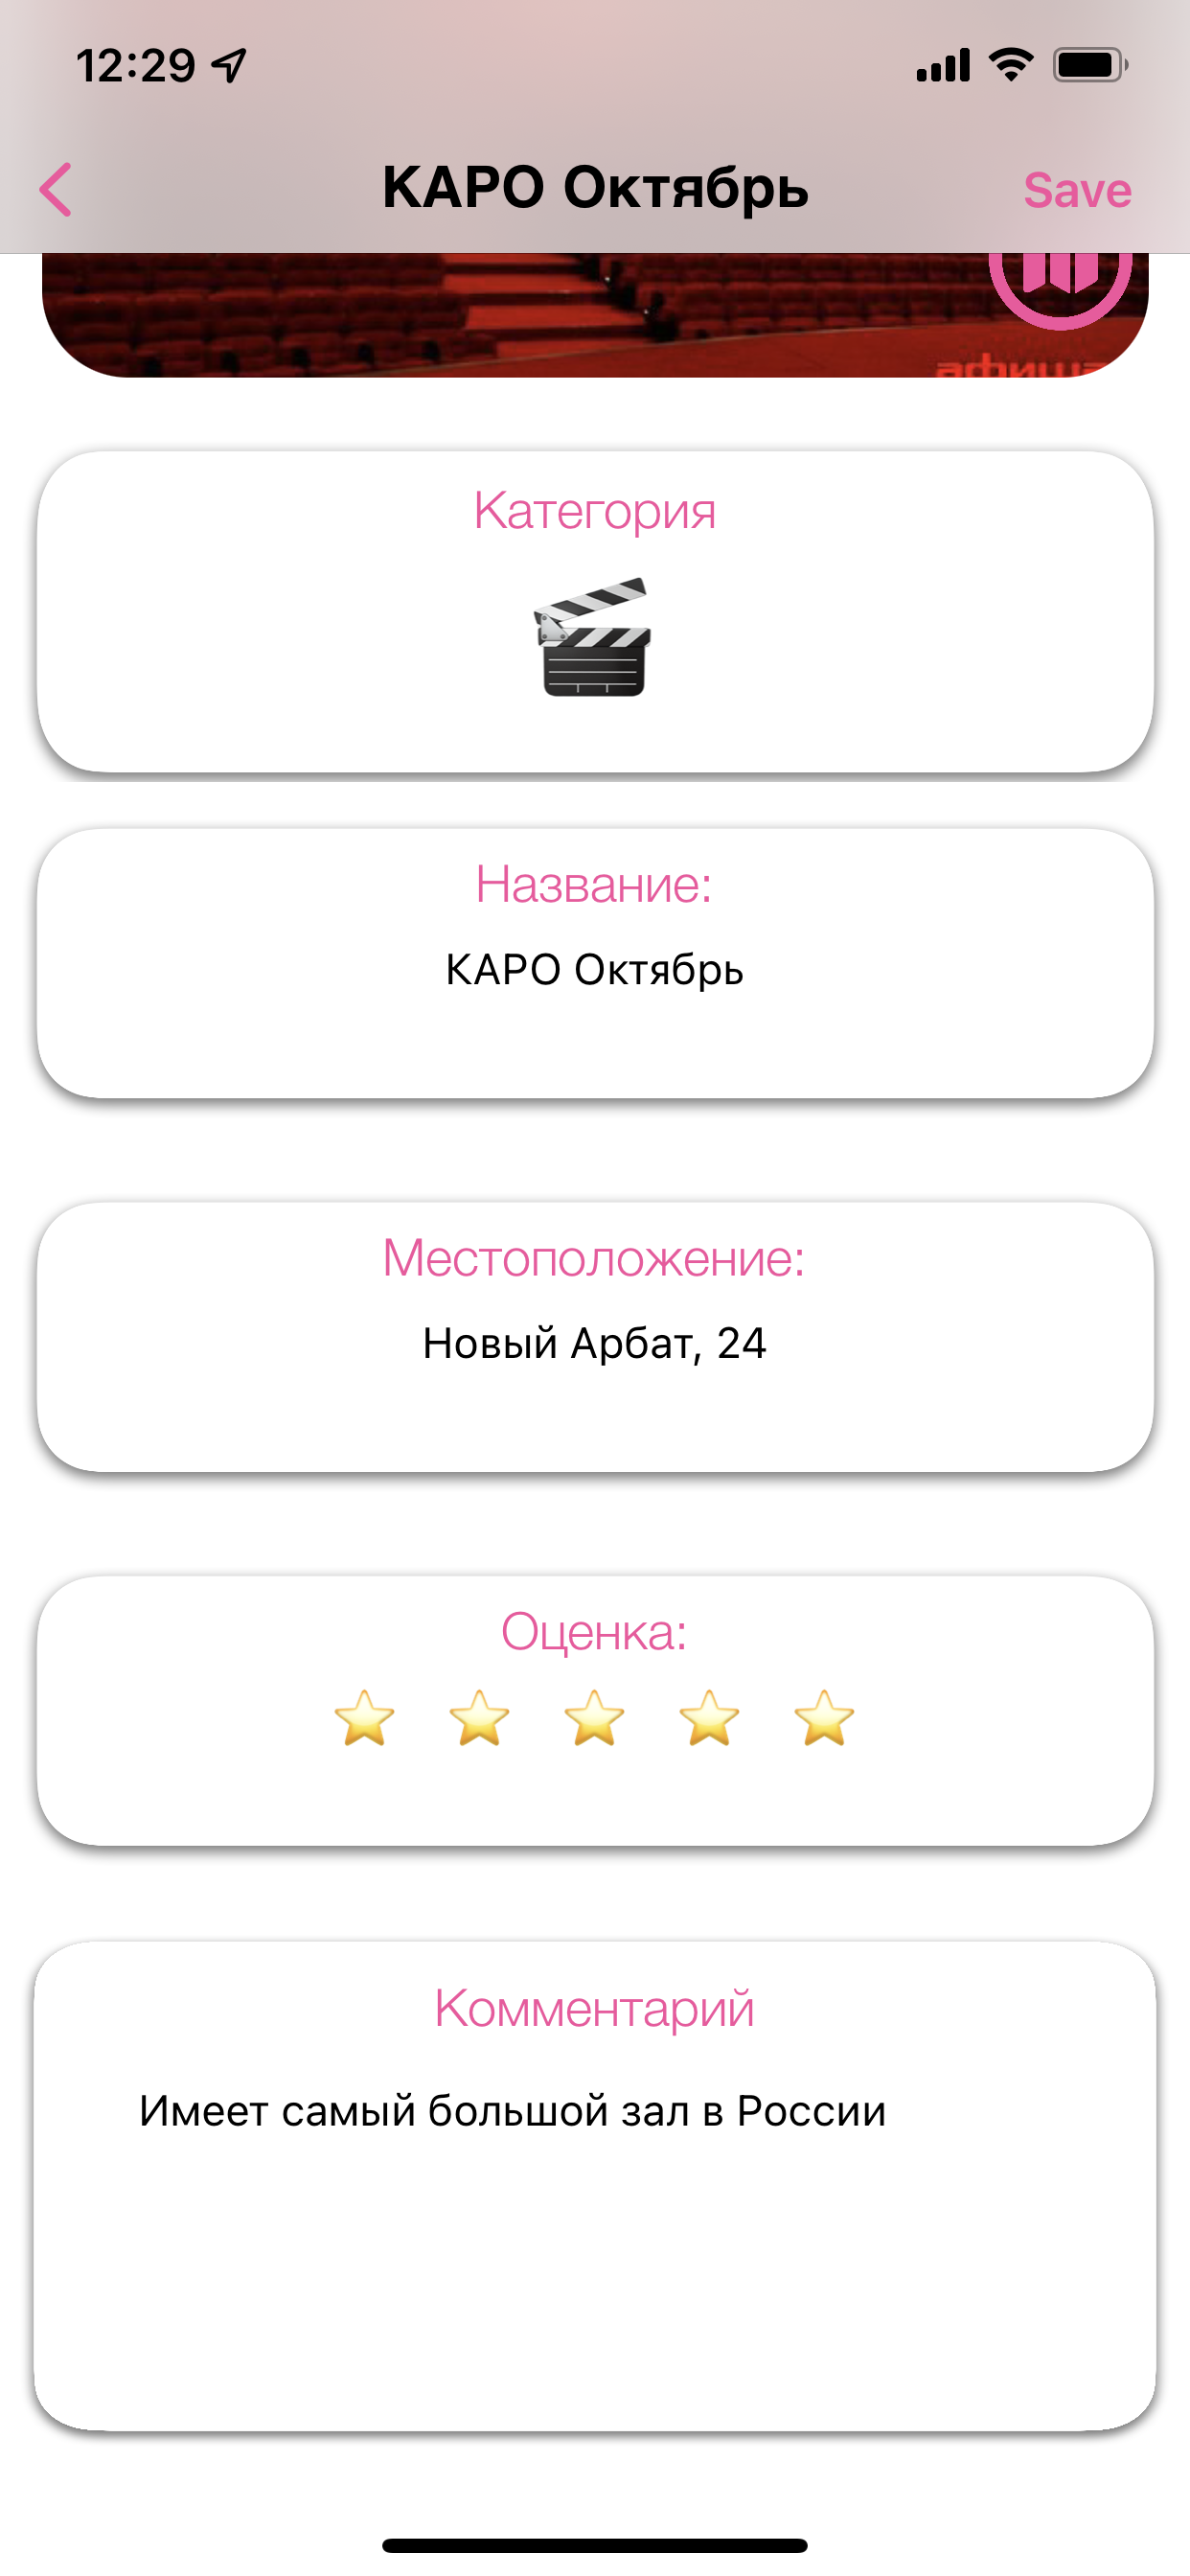 12:29
КАРО Октябрь
Save
афиша
Категория
Название:
КАРО Октябрь
Местоположение:
Новый Арбат, 24
Оценка:
Комментарий
Имеет самый большой зал в России